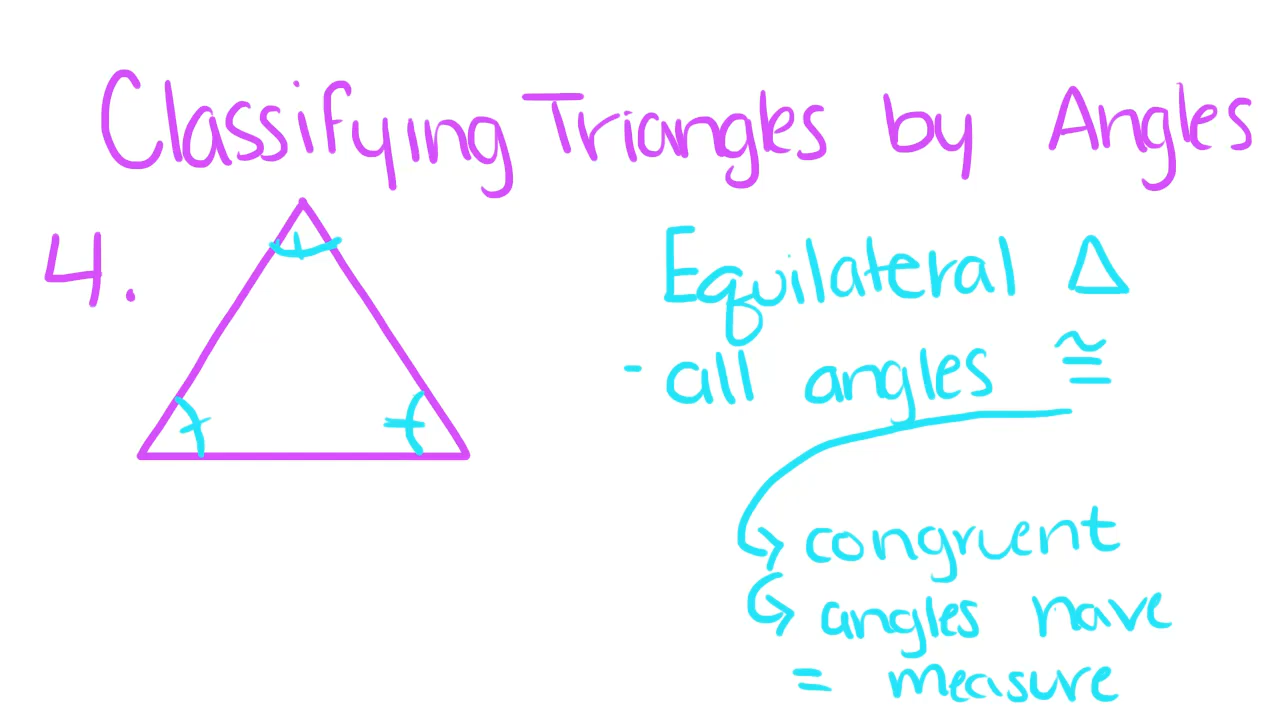 Classifying Triangles by Angles
4.
Equilateral Δ
- all angles ≅
congruent
angles have
= measure